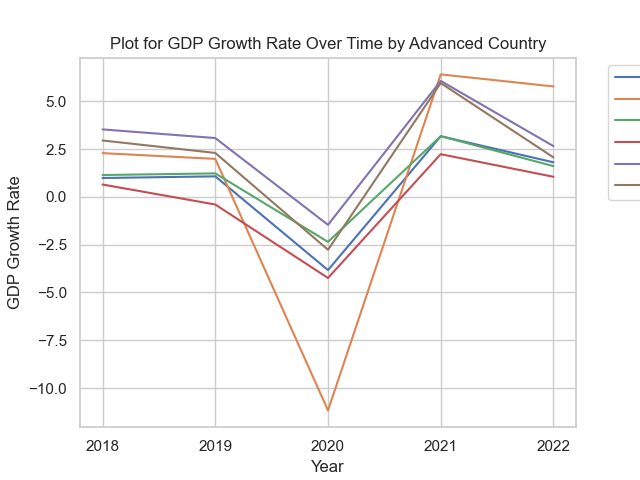 Plot for GDP Growth Rate Over Time by Advanced Country
GDP Growth Rate
5.0
2.5
0.0
−2.5
−5.0
−7.5
−10.0
2018 2019 2020 2021 2022
Year